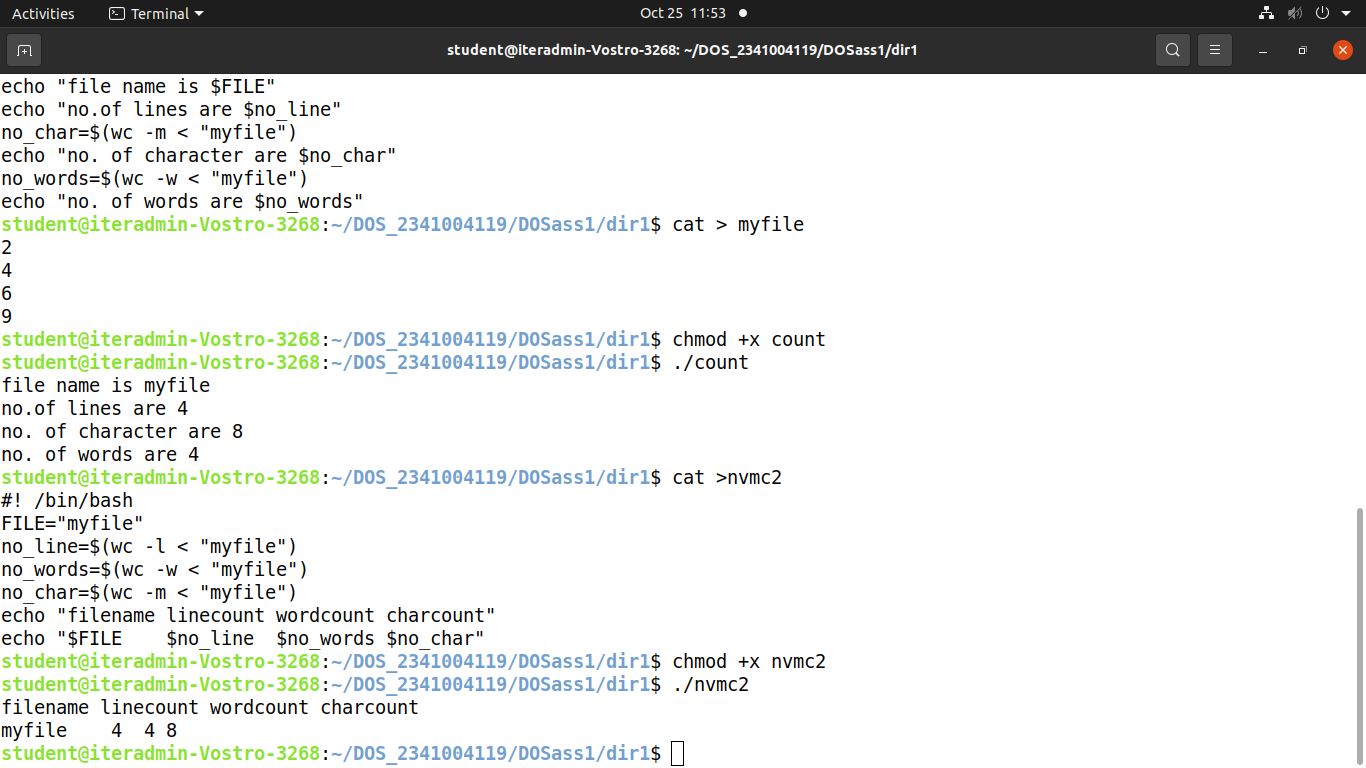 Activities Terminal Oct 25 11:53
student@iteradmin-Vostro-3268: ~/DOS_2341004119/DOSass1/dir1
echo "file name is $FILE"
echo "no.of lines are $no_line"
no_char=$(wc -m < "myfile")
echo "no. of character are $no_char"
no_words=$(wc -w < "myfile")
echo "no. of words are $no_words"
student@iteradmin-Vostro-3268:~/DOS_2341004119/DOSass1/dir1$ cat > myfile
2
4
6
9
student@iteradmin-Vostro-3268:~/DOS_2341004119/DOSass1/dir1$ chmod +x count
student@iteradmin-Vostro-3268:~/DOS_2341004119/DOSass1/dir1$ ./count
file name is myfile
no.of lines are 4
no. of character are 8
no. of words are 4
student@iteradmin-Vostro-3268:~/DOS_2341004119/DOSass1/dir1$ cat >nvmc2
#! /bin/bash
FILE="myfile"
no_line=$(wc -l < "myfile")
no_words=$(wc -w < "myfile")
no_char=$(wc -m < "myfile")
echo "filename linecount wordcount charcount"
echo "$FILE    $no_line  $no_words $no_char"
student@iteradmin-Vostro-3268:~/DOS_2341004119/DOSass1/dir1$ chmod +x nvmc2
student@iteradmin-Vostro-3268:~/DOS_2341004119/DOSass1/dir1$ ./nvmc2
filename linecount wordcount charcount
myfile    4  4 8
student@iteradmin-Vostro-3268:~/DOS_2341004119/DOSass1/dir1$